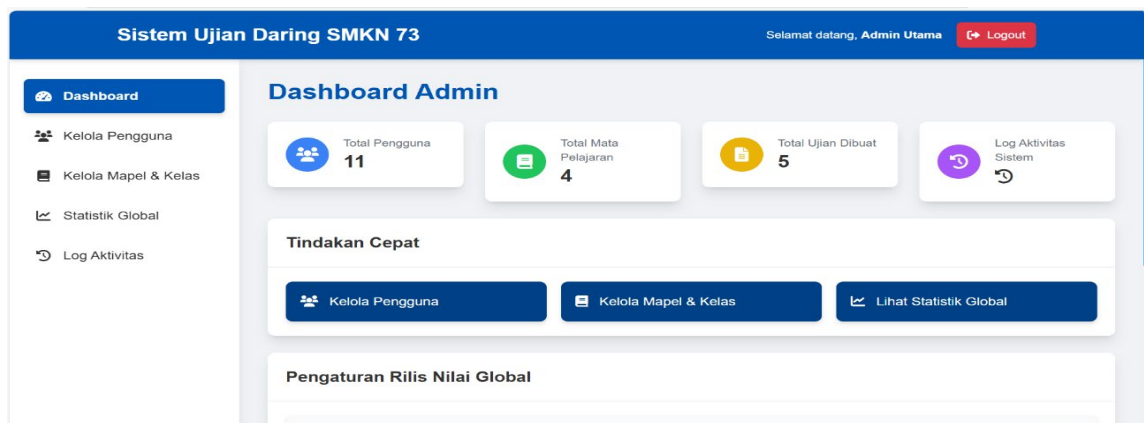 Sistem Ujian Daring SMKN 73
Selamat datang, Admin Utama
Logout
Dashboard
Kelola Pengguna
Kelola Mapel & Kelas
Statistik Global
Log Aktivitas
Dashboard Admin
Total Pengguna
11
Total Mata
Pelajaran
4
Total Ujian Dibuat
5
Log Aktivitas
Sistem
Tindakan Cepat
Kelola Pengguna
Kelola Mapel & Kelas
Lihat Statistik Global
Pengaturan Rilis Nilai Global